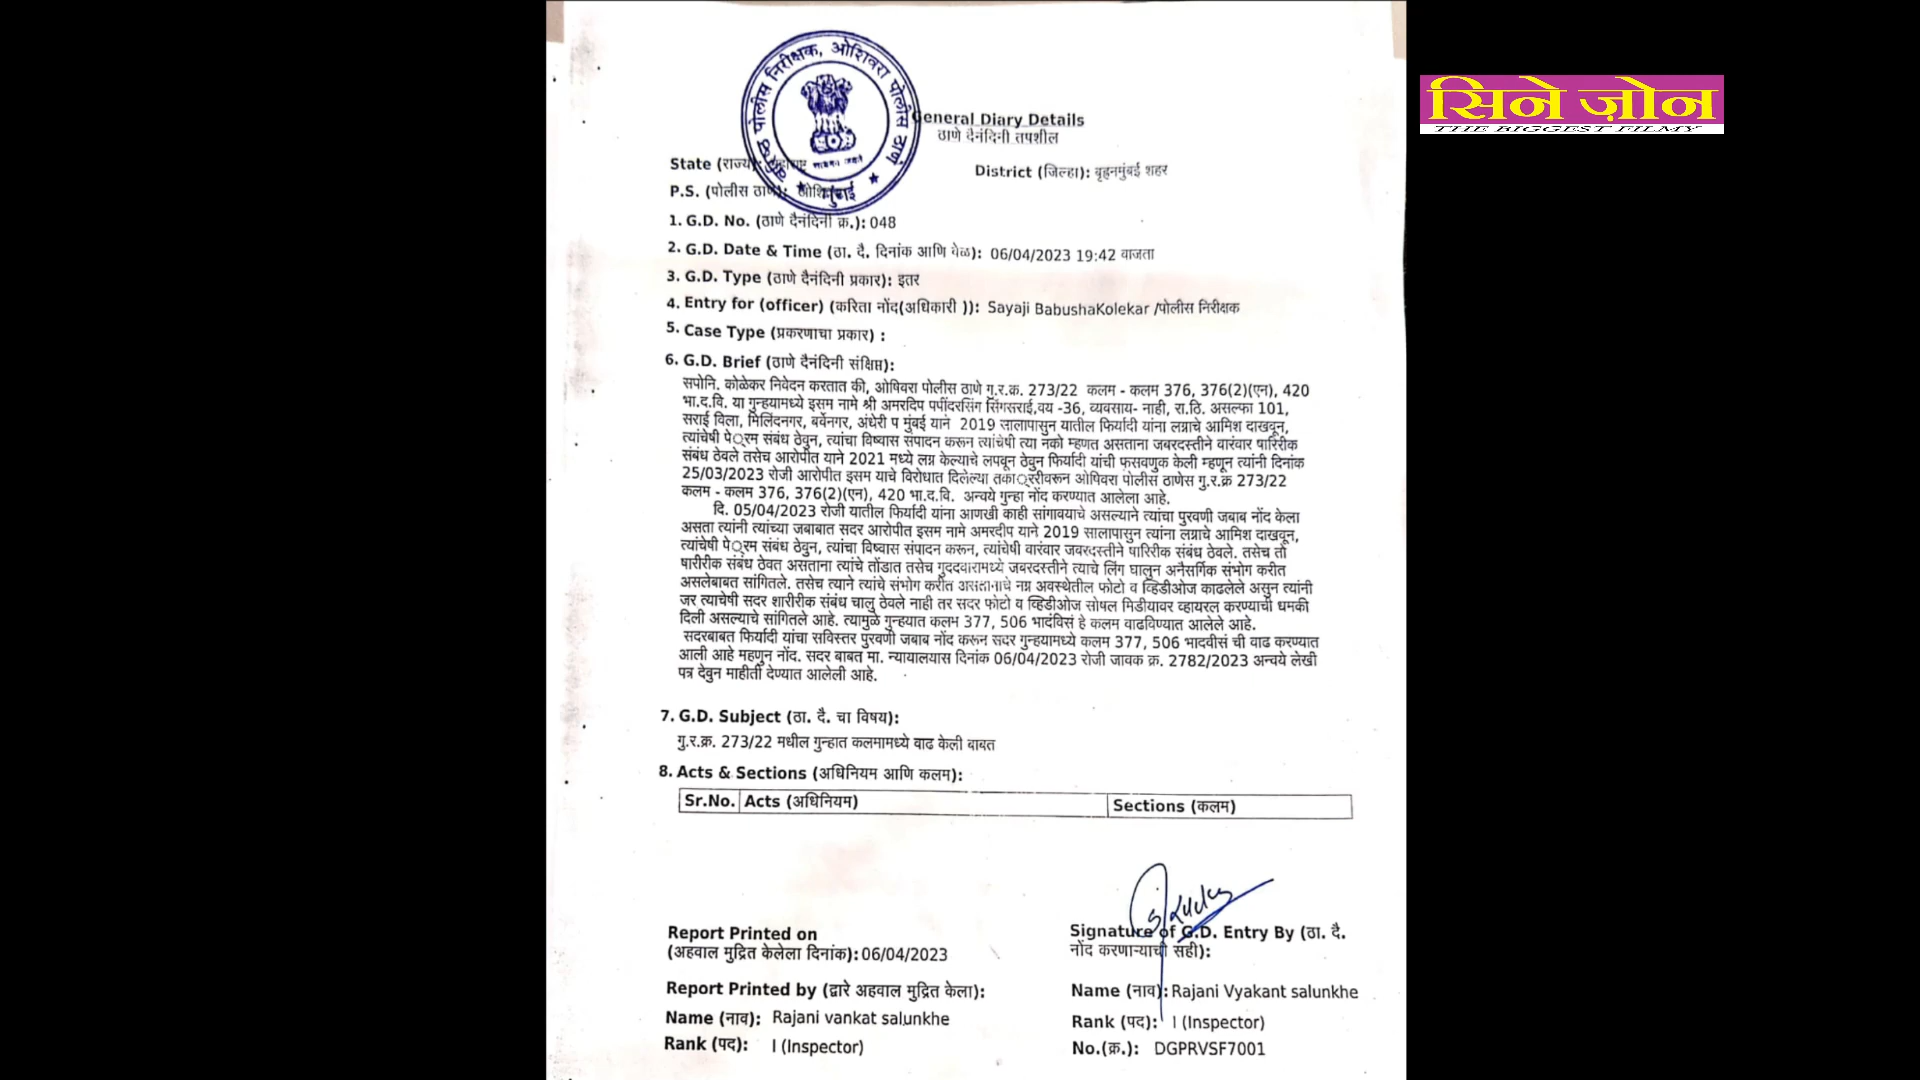 वरिष्ठ पोलीस निरीक्षक, ओशिवरा पोलीस ठाणे
मुंबई
सिने ज़ोन
THE BIGGEST FILMY
General Diary Details
ठाणे दैनंदिनी तपशील
State (राज्य):
District (जिल्हा): बृहनमुंबई शहर
P.S. (पोलीस ठाणे):
1. G.D. No. (ठाणे दैनंदिनी क्र.): 048
2. G.D. Date & Time (ठा. दै. दिनांक आणि वेळ): 06/04/2023 19:42 वाजता
3. G.D. Type (ठाणे दैनंदिनी प्रकार): इतर
4. Entry for (officer) (करिता नोंद(अधिकारी )): Sayaji BabushaKolekar /पोलीस निरीक्षक
5. Case Type (प्रकरणाचा प्रकार) :
6. G.D. Brief (ठाणे दैनंदिनी संक्षिप्त):
सपोनि. कोळेकर निवेदन करतात की, ओषिवरा पोलीस ठाणे गु.र.क्र. 273/22 कलम - कलम 376, 376(2)(एन), 420
भा.द.वि. या गुन्हयामध्ये इसम नामे श्री अमरदिप पपींदरसिंग सिंगसराई,वय -36, व्यवसाय- नाही, रा.ठि. असल्फा 101,
सराई विला, मिलिंदनगर, बर्वेनगर, अंधेरी प मुंबई याने 2019 सालापासुन यातील फिर्यादी यांना लग्नाचे आमिश दाखवून,
त्यांचेषी पे्रम संबंध ठेवुन, त्यांचा विष्वास संपादन करून त्यांचेषी त्या नको म्हणत असताना जबरदस्तीने वारंवार षारिरीक
संबंध ठेवले तसेच आरोपीत याने 2021 मध्ये लग्न केल्याचे लपवून ठेवुन फिर्यादी यांची फसवणुक केली म्हणून त्यांनी दिनांक
25/03/2023 रोजी आरोपीत इसम याचे विरोधात दिलेल्या तका्ररीवरून ओषिवरा पोलीस ठाणेस गु.र.क्र 273/22
कलम - कलम 376, 376(2)(एन), 420 भा.द.वि. अन्वये गुन्हा नोंद करण्यात आलेला आहे.
दि. 05/04/2023 रोजी यातील फिर्यादी यांना आणखी काही सांगावयाचे असल्याने त्यांचा पुरवणी जबाब नोंद केला
असता त्यांनी त्यांच्या जबाबात सदर आरोपीत इसम नामे अमरदीप याने 2019 सालापासुन त्यांना लग्नाचे आमिश दाखवून,
त्यांचेषी पे्रम संबंध ठेवुन, त्यांचा विष्वास संपादन करून, त्यांचेषी वारंवार जबरदस्तीने षारिरीक संबंध ठेवले. तसेच तो
षारीरीक संबंध ठेवत असताना त्यांचे तोंडात तसेच गुददवारामध्ये जबरदस्तीने त्याचे लिंग घालुन अनैसर्गिक संभोग करीत
असलेबाबत सांगितले. तसेच त्याने त्यांचे संभोग करीत असतानाचे नग्न अवस्थेतील फोटो व व्हिडीओज काढलेले असुन त्यांनी
जर त्याचेषी सदर शारीरीक संबंध चालु ठेवले नाही तर सदर फोटो व व्हिडीओज सोषल मिडीयावर व्हायरल करण्याची धमकी
दिली असल्याचे सांगितले आहे. त्यामुळे गुन्हयात कलम 377, 506 भादंविसं हे कलम वाढविण्यात आलेले आहे.
सदरबाबत फिर्यादी यांचा सविस्तर पुरवणी जबाब नोंद करून सदर गुन्हयामध्ये कलम 377, 506 भादवीसं ची वाढ करण्यात
आली आहे महणुन नोंद. सदर बाबत मा. न्यायालयास दिनांक 06/04/2023 रोजी जावक क्र. 2782/2023 अन्वये लेखी
पत्र देवुन माहीती देण्यात आलेली आहे.
7. G.D. Subject (ठा. दै. चा विषय):
गु.र.क्र. 273/22 मधील गुन्हात कलमामध्ये वाढ केली बाबत
8. Acts & Sections (अधिनियम आणि कलम):
Sr.No. Acts (अधिनियम) Sections (कलम)
Report Printed on
(अहवाल मुद्रित केलेला दिनांक): 06/04/2023
Signature of G.D. Entry By (ठा. दै.
नोंद करणाऱ्याची सही):
Report Printed by (द्वारे अहवाल मुद्रित केला):
Name (नाव): Rajani vankat salunkhe
Rank (पद): I (Inspector)
Name (नाव): Rajani Vyakant salunkhe
Rank (पद): I (Inspector)
No.(क्र.): DGPRVSF7001